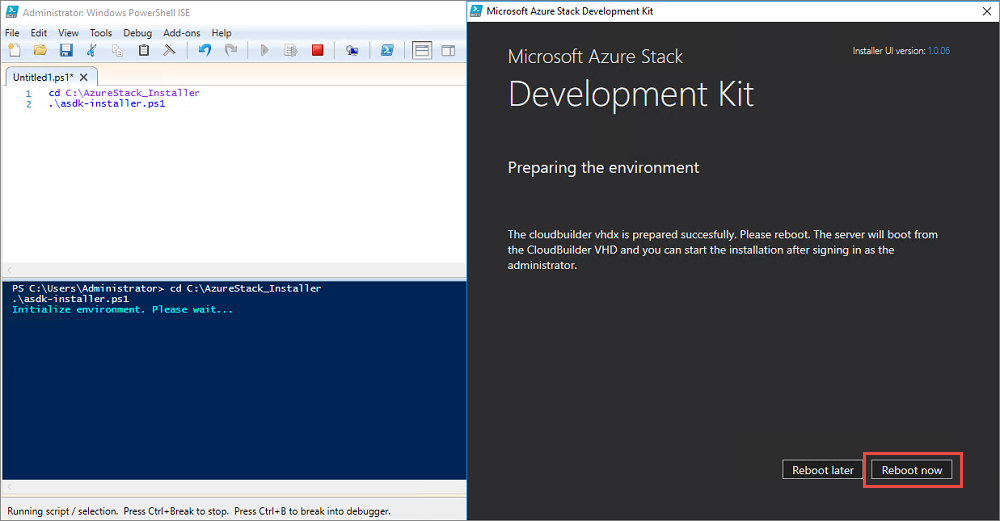 Administrator: Windows PowerShell ISE
File Edit View Tools Debug Add-ons Help
Untitled1.ps1*
1 cd C:\AzureStack_Installer
2 .\asdk-installer.ps1
PS C:\Users\Administrator> cd C:\AzureStack_Installer
.\asdk-installer.ps1
Initialize environment. Please wait...
Running script / selection. Press Ctrl+Break to stop. Press Ctrl+B to break into debugger.
Microsoft Azure Stack Development Kit
Installer UI version: 1.0.06
Microsoft Azure Stack
Development Kit
Preparing the environment
The cloudbuilder vhdx is prepared succesfully. Please reboot. The server will boot from
the CloudBuilder VHD and you can start the installation after signing in as the
administrator.
Reboot later
Reboot now